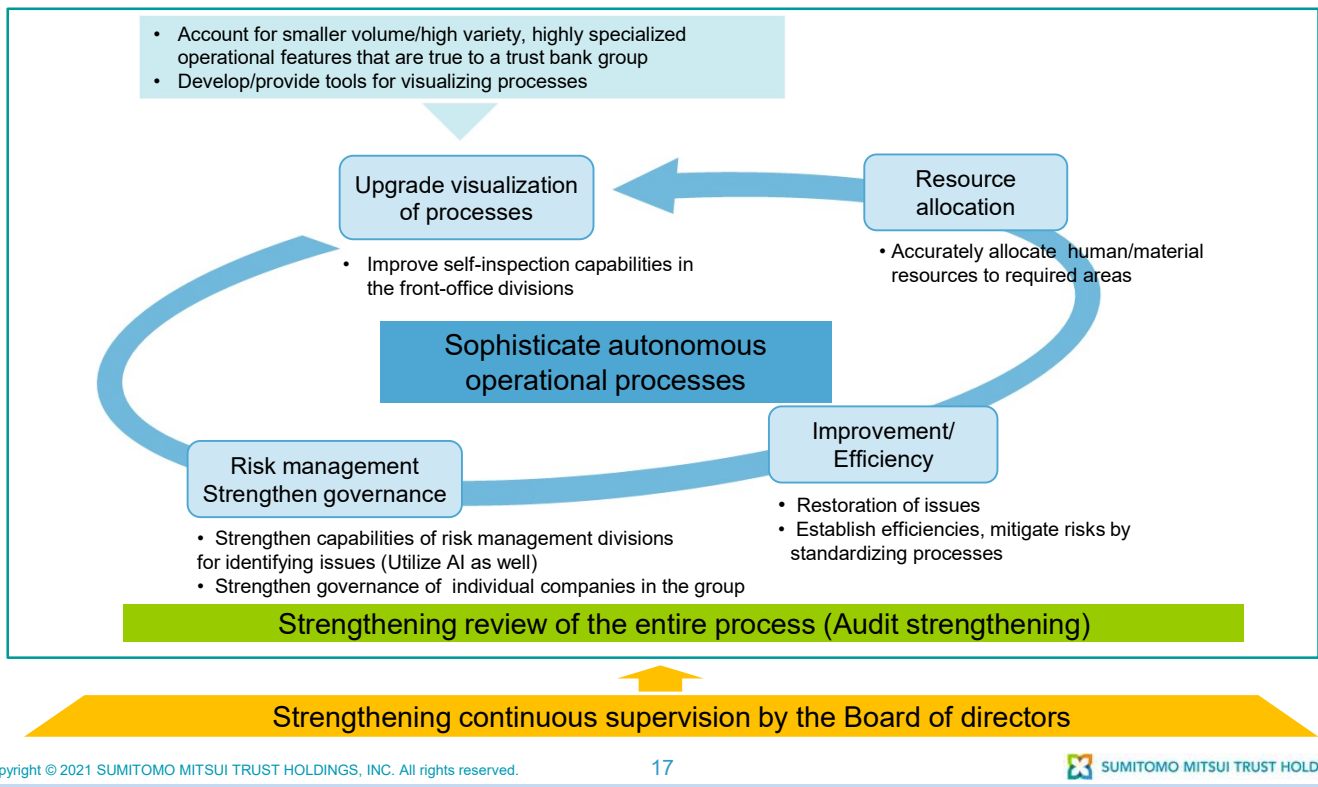 • Account for smaller volume/high variety, highly specialized
operational features that are true to a trust bank group
• Develop/provide tools for visualizing processes
Upgrade visualization
of processes
• Improve self-inspection capabilities in
the front-office divisions
Resource
allocation
• Accurately allocate human/material
resources to required areas
Sophisticate autonomous
operational processes
Risk management
Strengthen governance
• Strengthen capabilities of risk management divisions
for identifying issues (Utilize AI as well)
• Strengthen governance of individual companies in the group
Improvement/
Efficiency
• Restoration of issues
• Establish efficiencies, mitigate risks by
standardizing processes
Strengthening review of the entire process (Audit strengthening)
Strengthening continuous supervision by the Board of directors
pyright © 2021 SUMITOMO MITSUI TRUST HOLDINGS, INC. All rights reserved.
17
SUMITOMO MITSUI TRUST HOLD